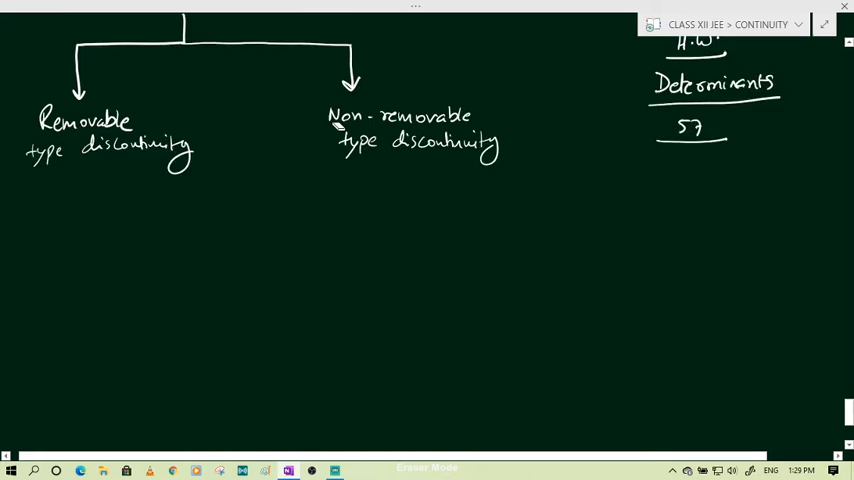 CLASS XII JEE > CONTINUITY
H.W.
Determinants
57
Removable
type discontinuity
Non-removable
type discontinuity
Eraser Mode
ENG
1:29 PM